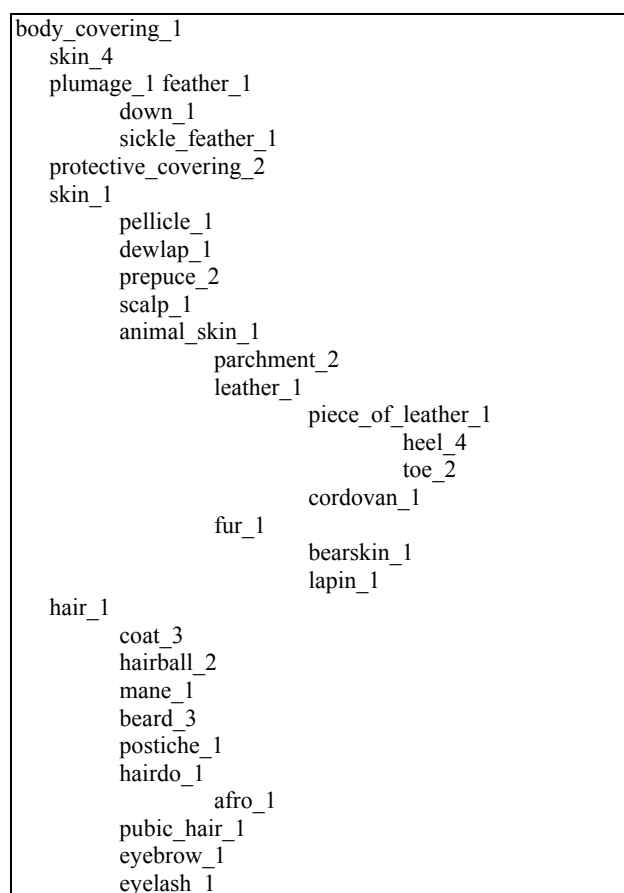 body_covering_1
skin_4
plumage_1 feather_1
down_1
sickle_feather_1
protective_covering_2
skin_1
pellicle_1
dewlap_1
prepuce_2
scalp_1
animal_skin_1
parchment_2
leather_1
piece_of_leather_1
heel_4
toe_2
cordovan_1
fur_1
bearskin_1
lapin_1
hair_1
coat_3
hairball_2
mane_1
beard_3
postiche_1
hairdo_1
afro_1
pubic_hair_1
eyebrow_1
eyelash_1